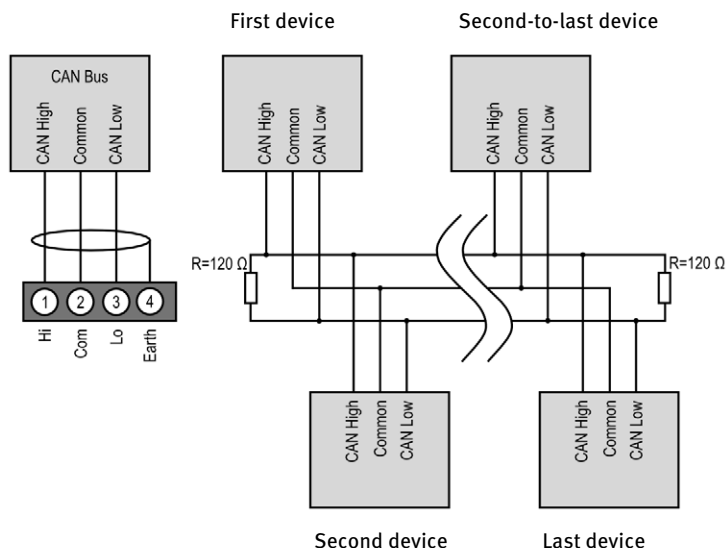 First device
Second-to-last device
CAN Bus
CAN High
Common
CAN Low
CAN High
Common
CAN Low
CAN High
Common
CAN Low
R=120 Ω
R=120 Ω
1
2
3
4
Hi
Com
Lo
Earth
CAN High
Common
CAN Low
CAN High
Common
CAN Low
Second device
Last device